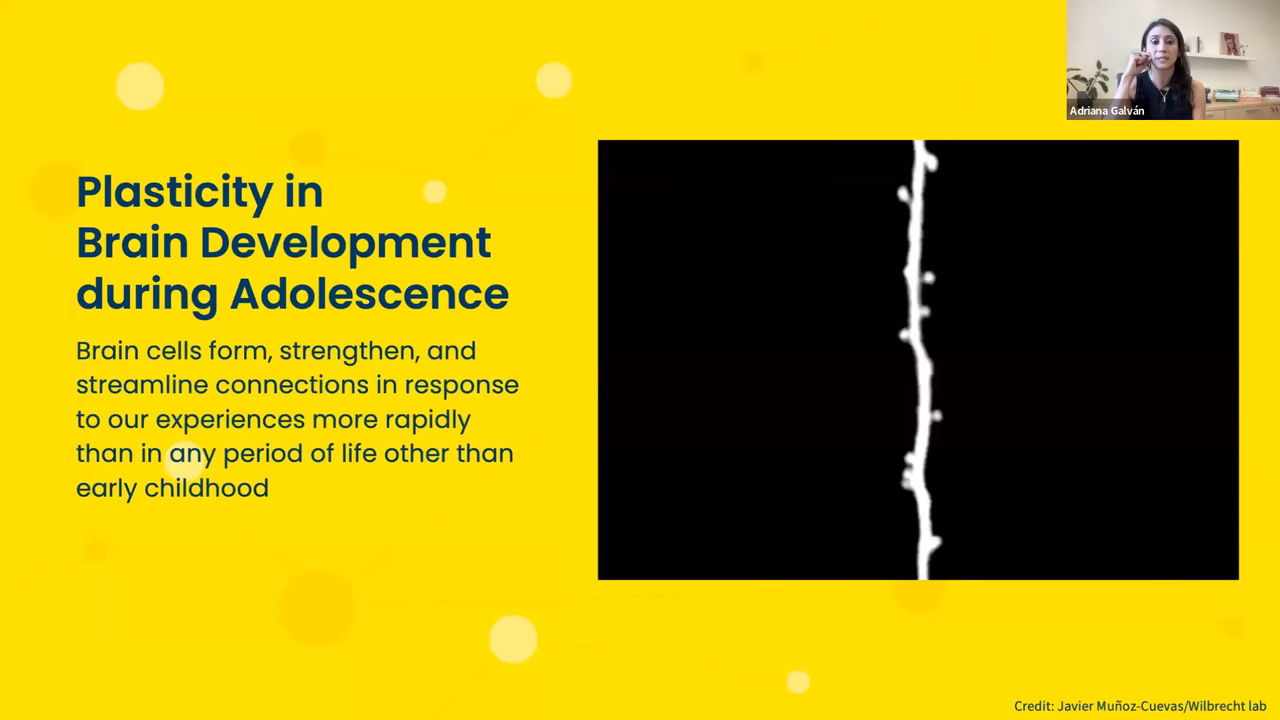 Adriana Galván
Plasticity in
Brain Development
during Adolescence
Brain cells form, strengthen, and
streamline connections in response
to our experiences more rapidly
than in any period of life other than
early childhood
Credit: Javier Muñoz-Cuevas/Wilbrecht lab